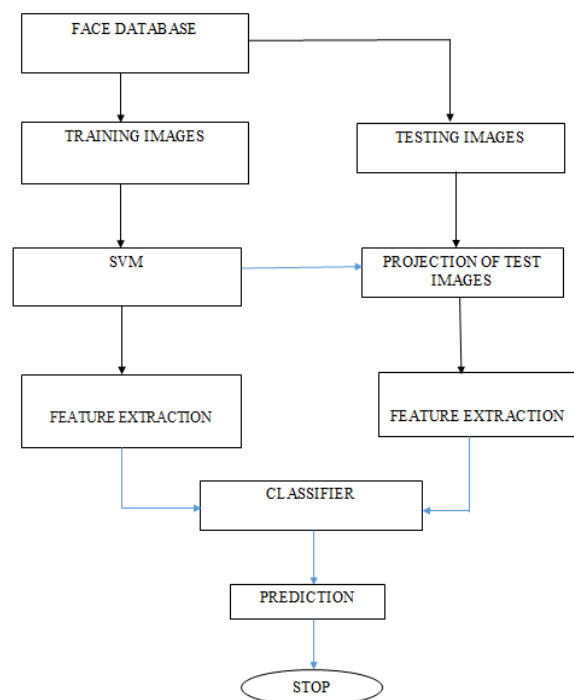 FACE DATABASE
TRAINING IMAGES
TESTING IMAGES
SVM
PROJECTION OF TEST
IMAGES
FEATURE EXTRACTION
FEATURE EXTRACTION
CLASSIFIER
PREDICTION
STOP